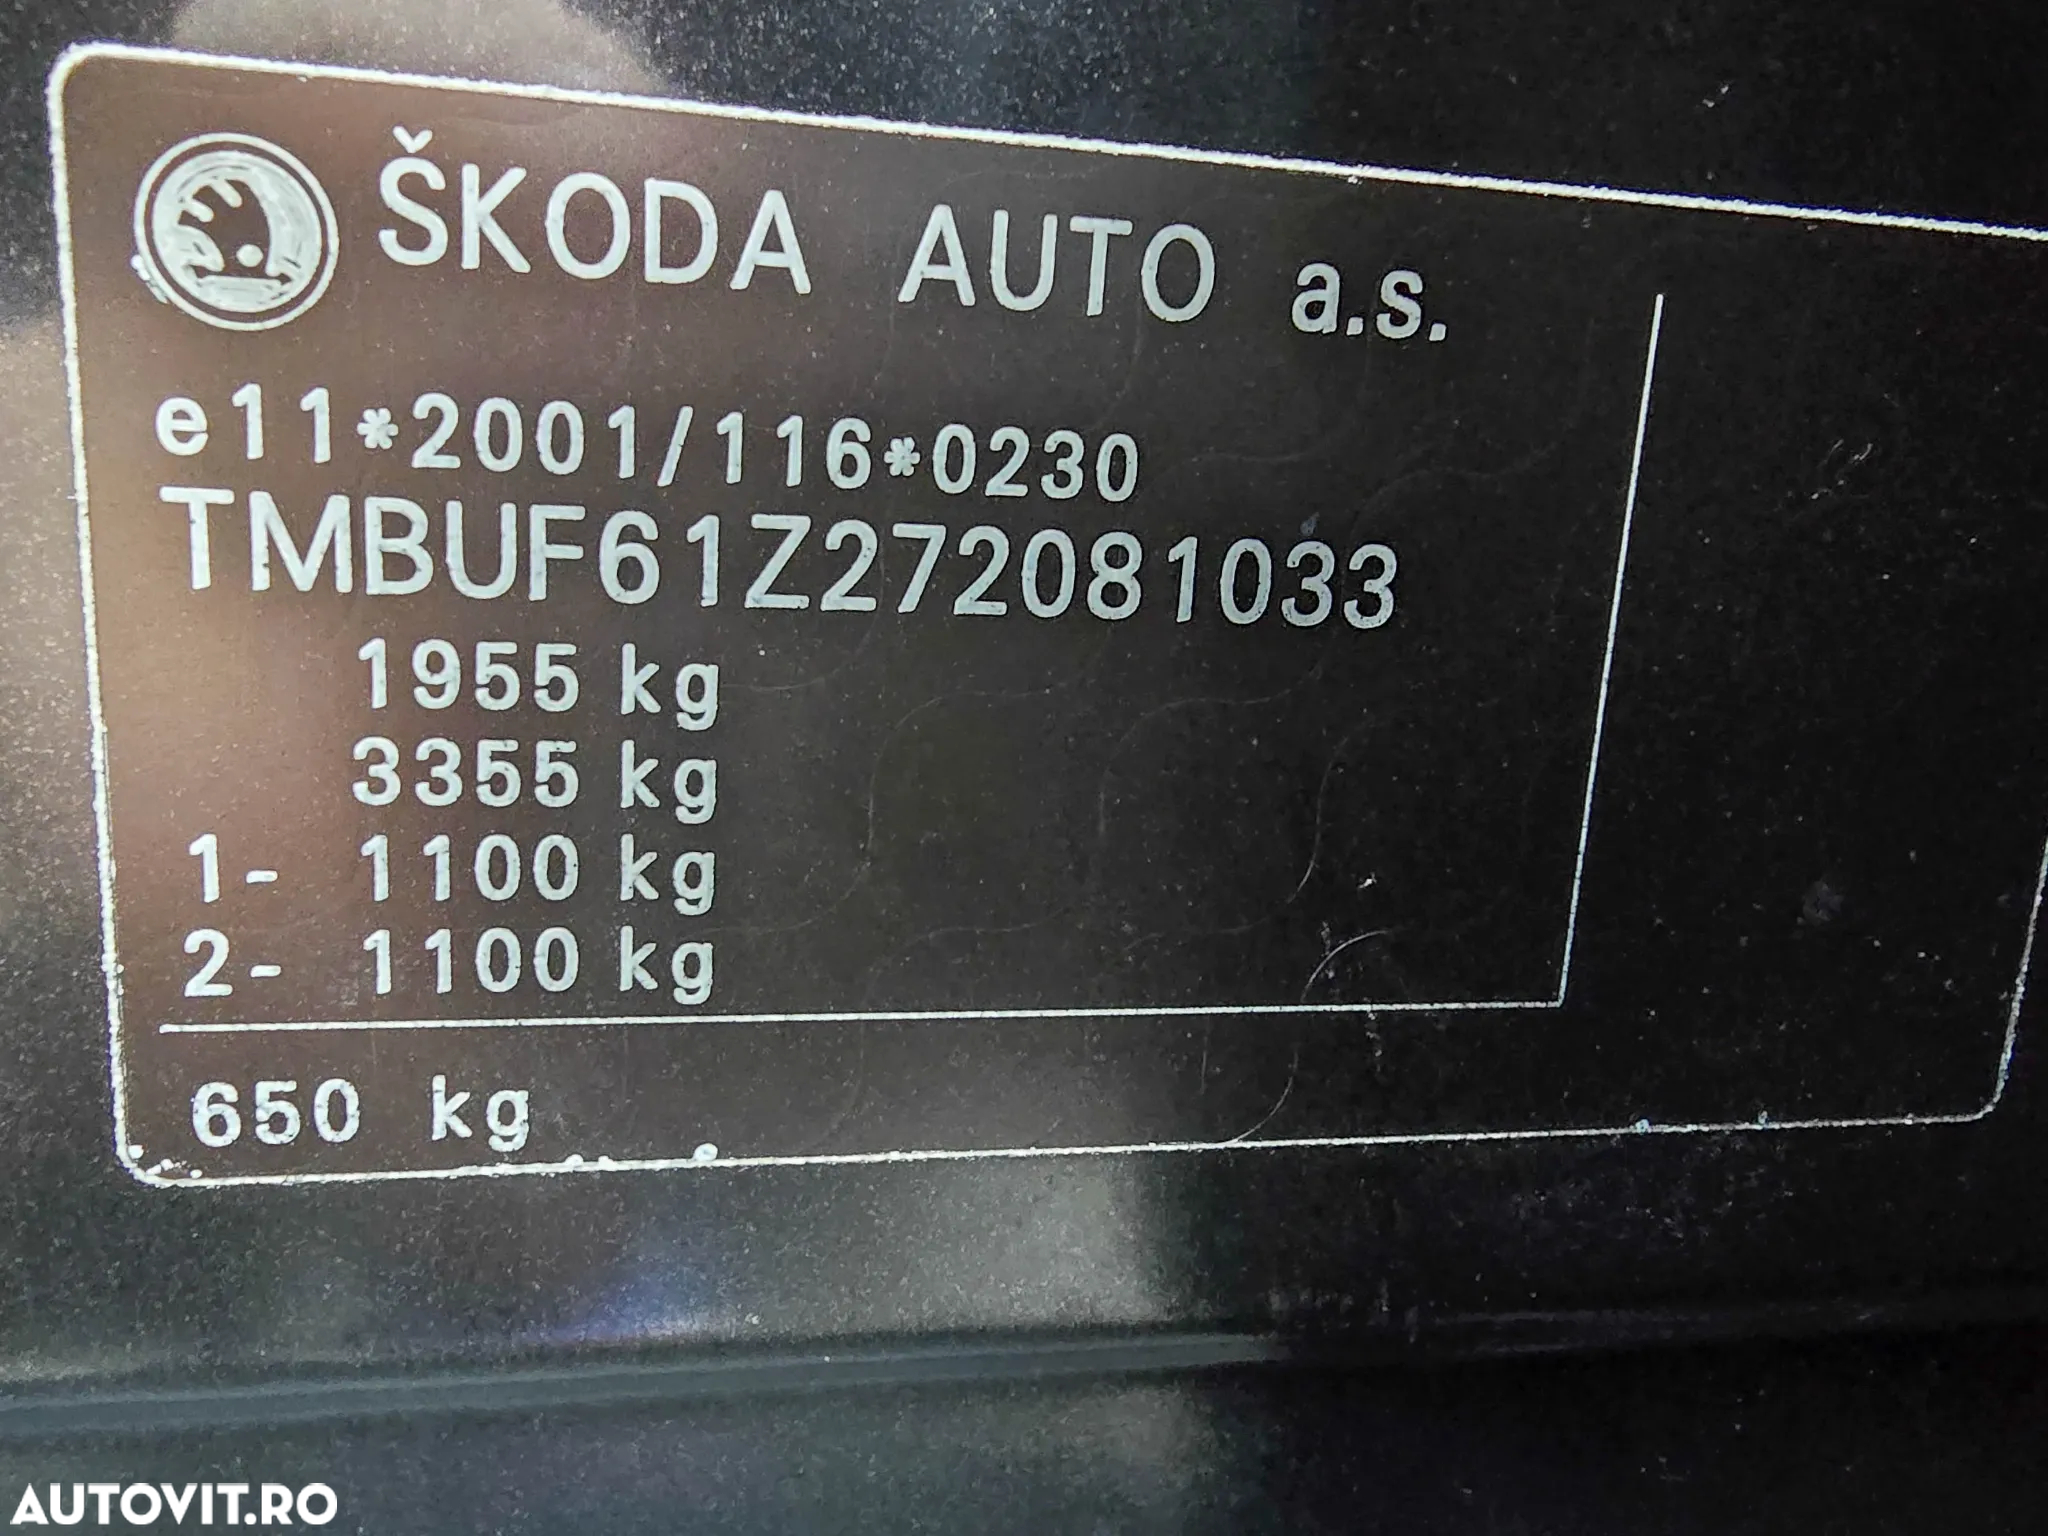 ŠKODA AUTO a.s.
e11*2001/116*0230
TMBUF61Z272081033
1955 kg
3355 kg
1- 1100 kg
2- 1100 kg
650 kg
AUTOVIT.RO